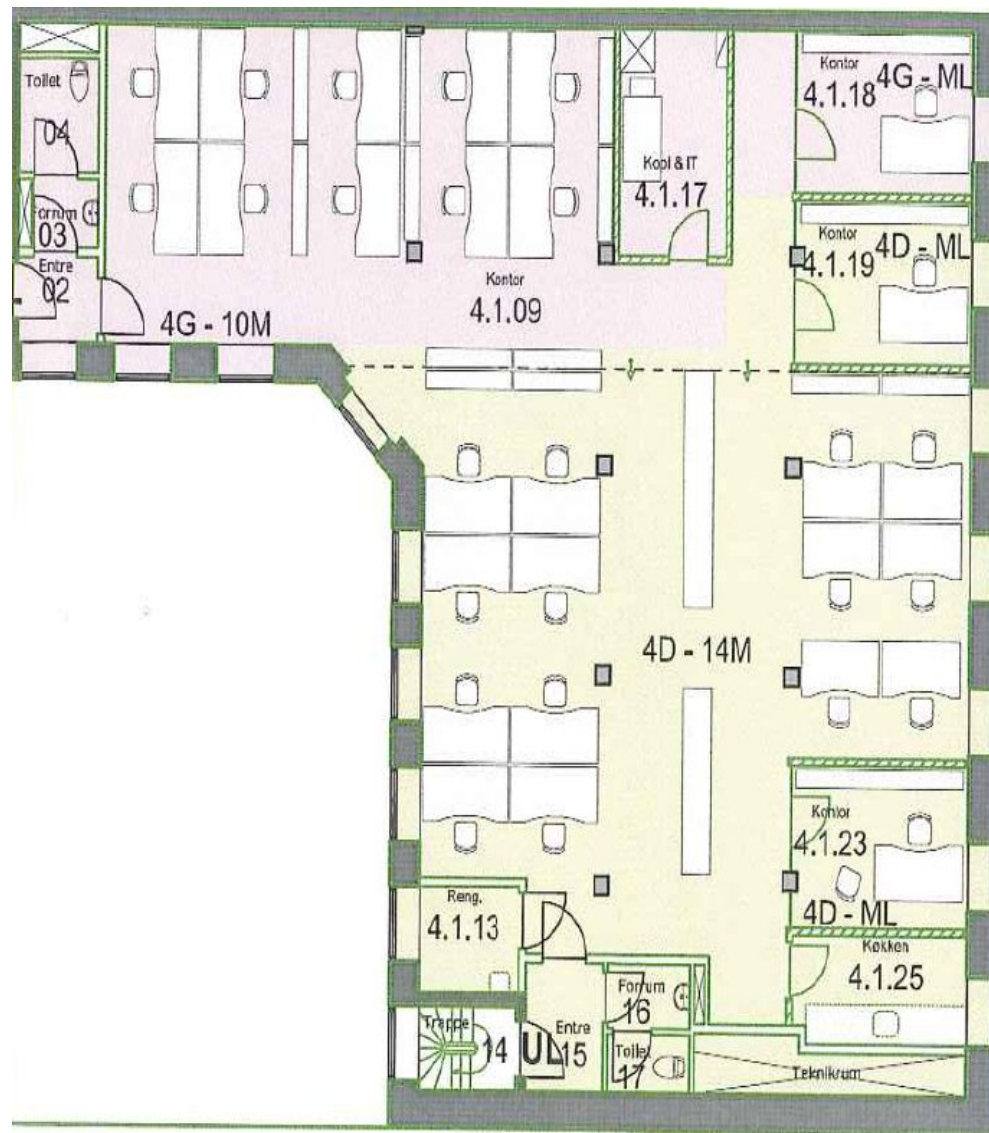 Toilet
04
Forrum
03
Entre
02
4G - 10M
Kontor
4.1.09
Kopi & IT
4.1.17
Kontor
4.1.18
4G - ML
Kontor
4.1.19
4D - ML
4D - 14M
Kontor
4.1.23
4D - ML
Køkken
4.1.25
Reng.
4.1.13
Trappe
14
UL
Entre
15
Forrum
16
Toilet
17
Teknikrum